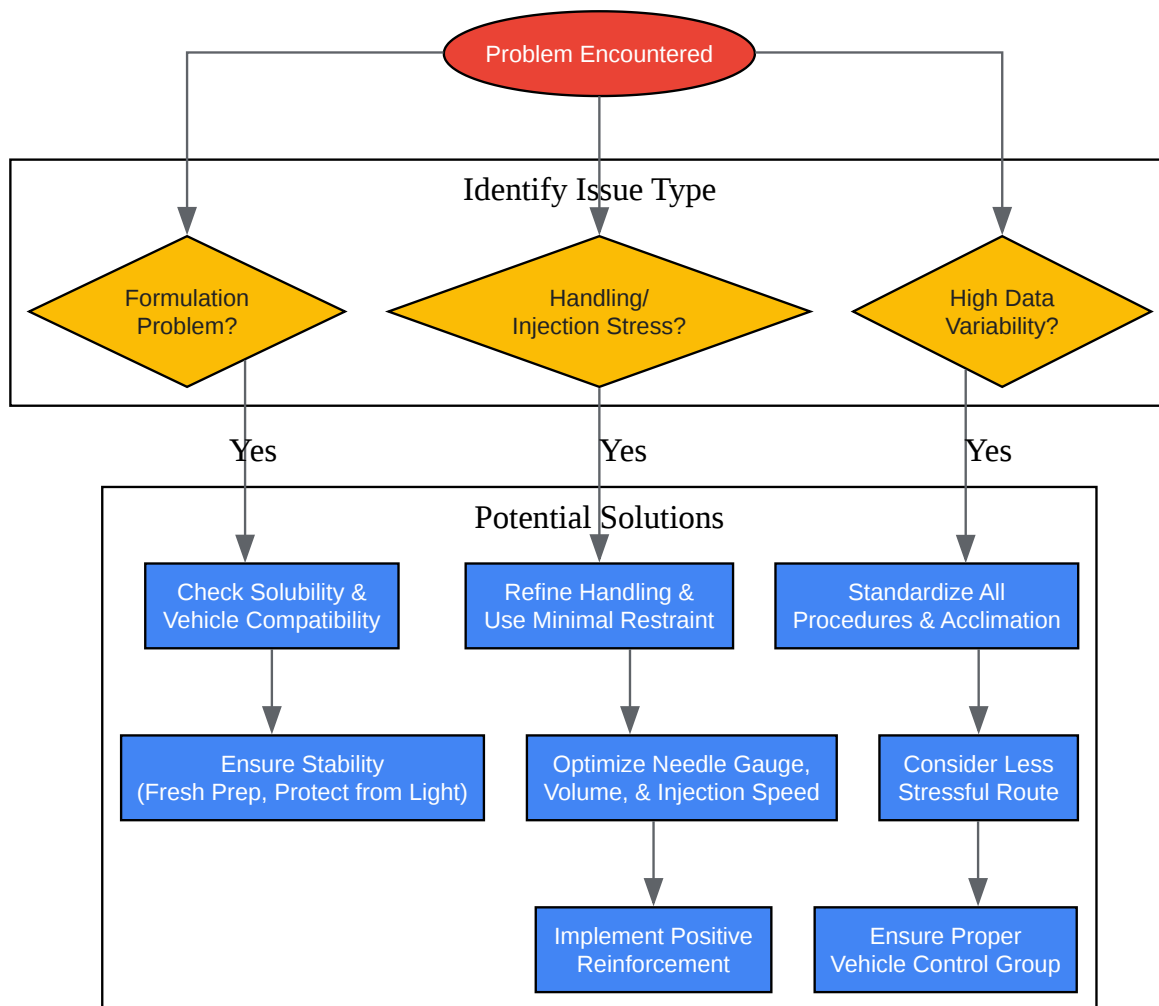 Problem Encountered
Identify Issue Type
Formulation
Problem?
Handling/
Injection Stress?
High Data
Variability?
Yes
Yes
Yes
Potential Solutions
Check Solubility &
Vehicle Compatibility
Refine Handling &
Use Minimal Restraint
Standardize All
Procedures & Acclimation
Ensure Stability
(Fresh Prep, Protect from Light)
Optimize Needle Gauge,
Volume, & Injection Speed
Consider Less
Stressful Route
Implement Positive
Reinforcement
Ensure Proper
Vehicle Control Group